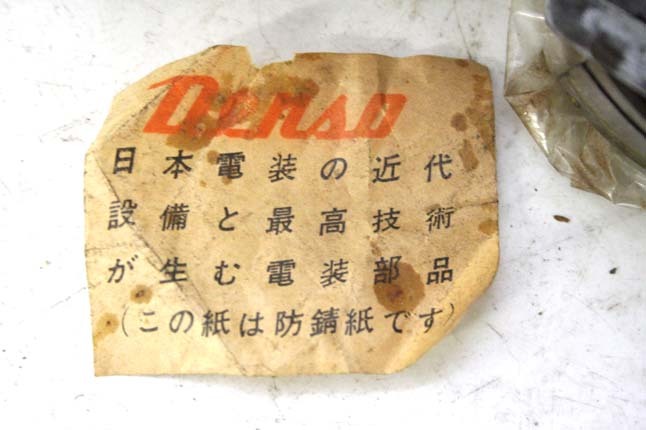 Denso
日本電装の近代
設備と最高技術
が生む電装部品
(この紙は防錆紙です)